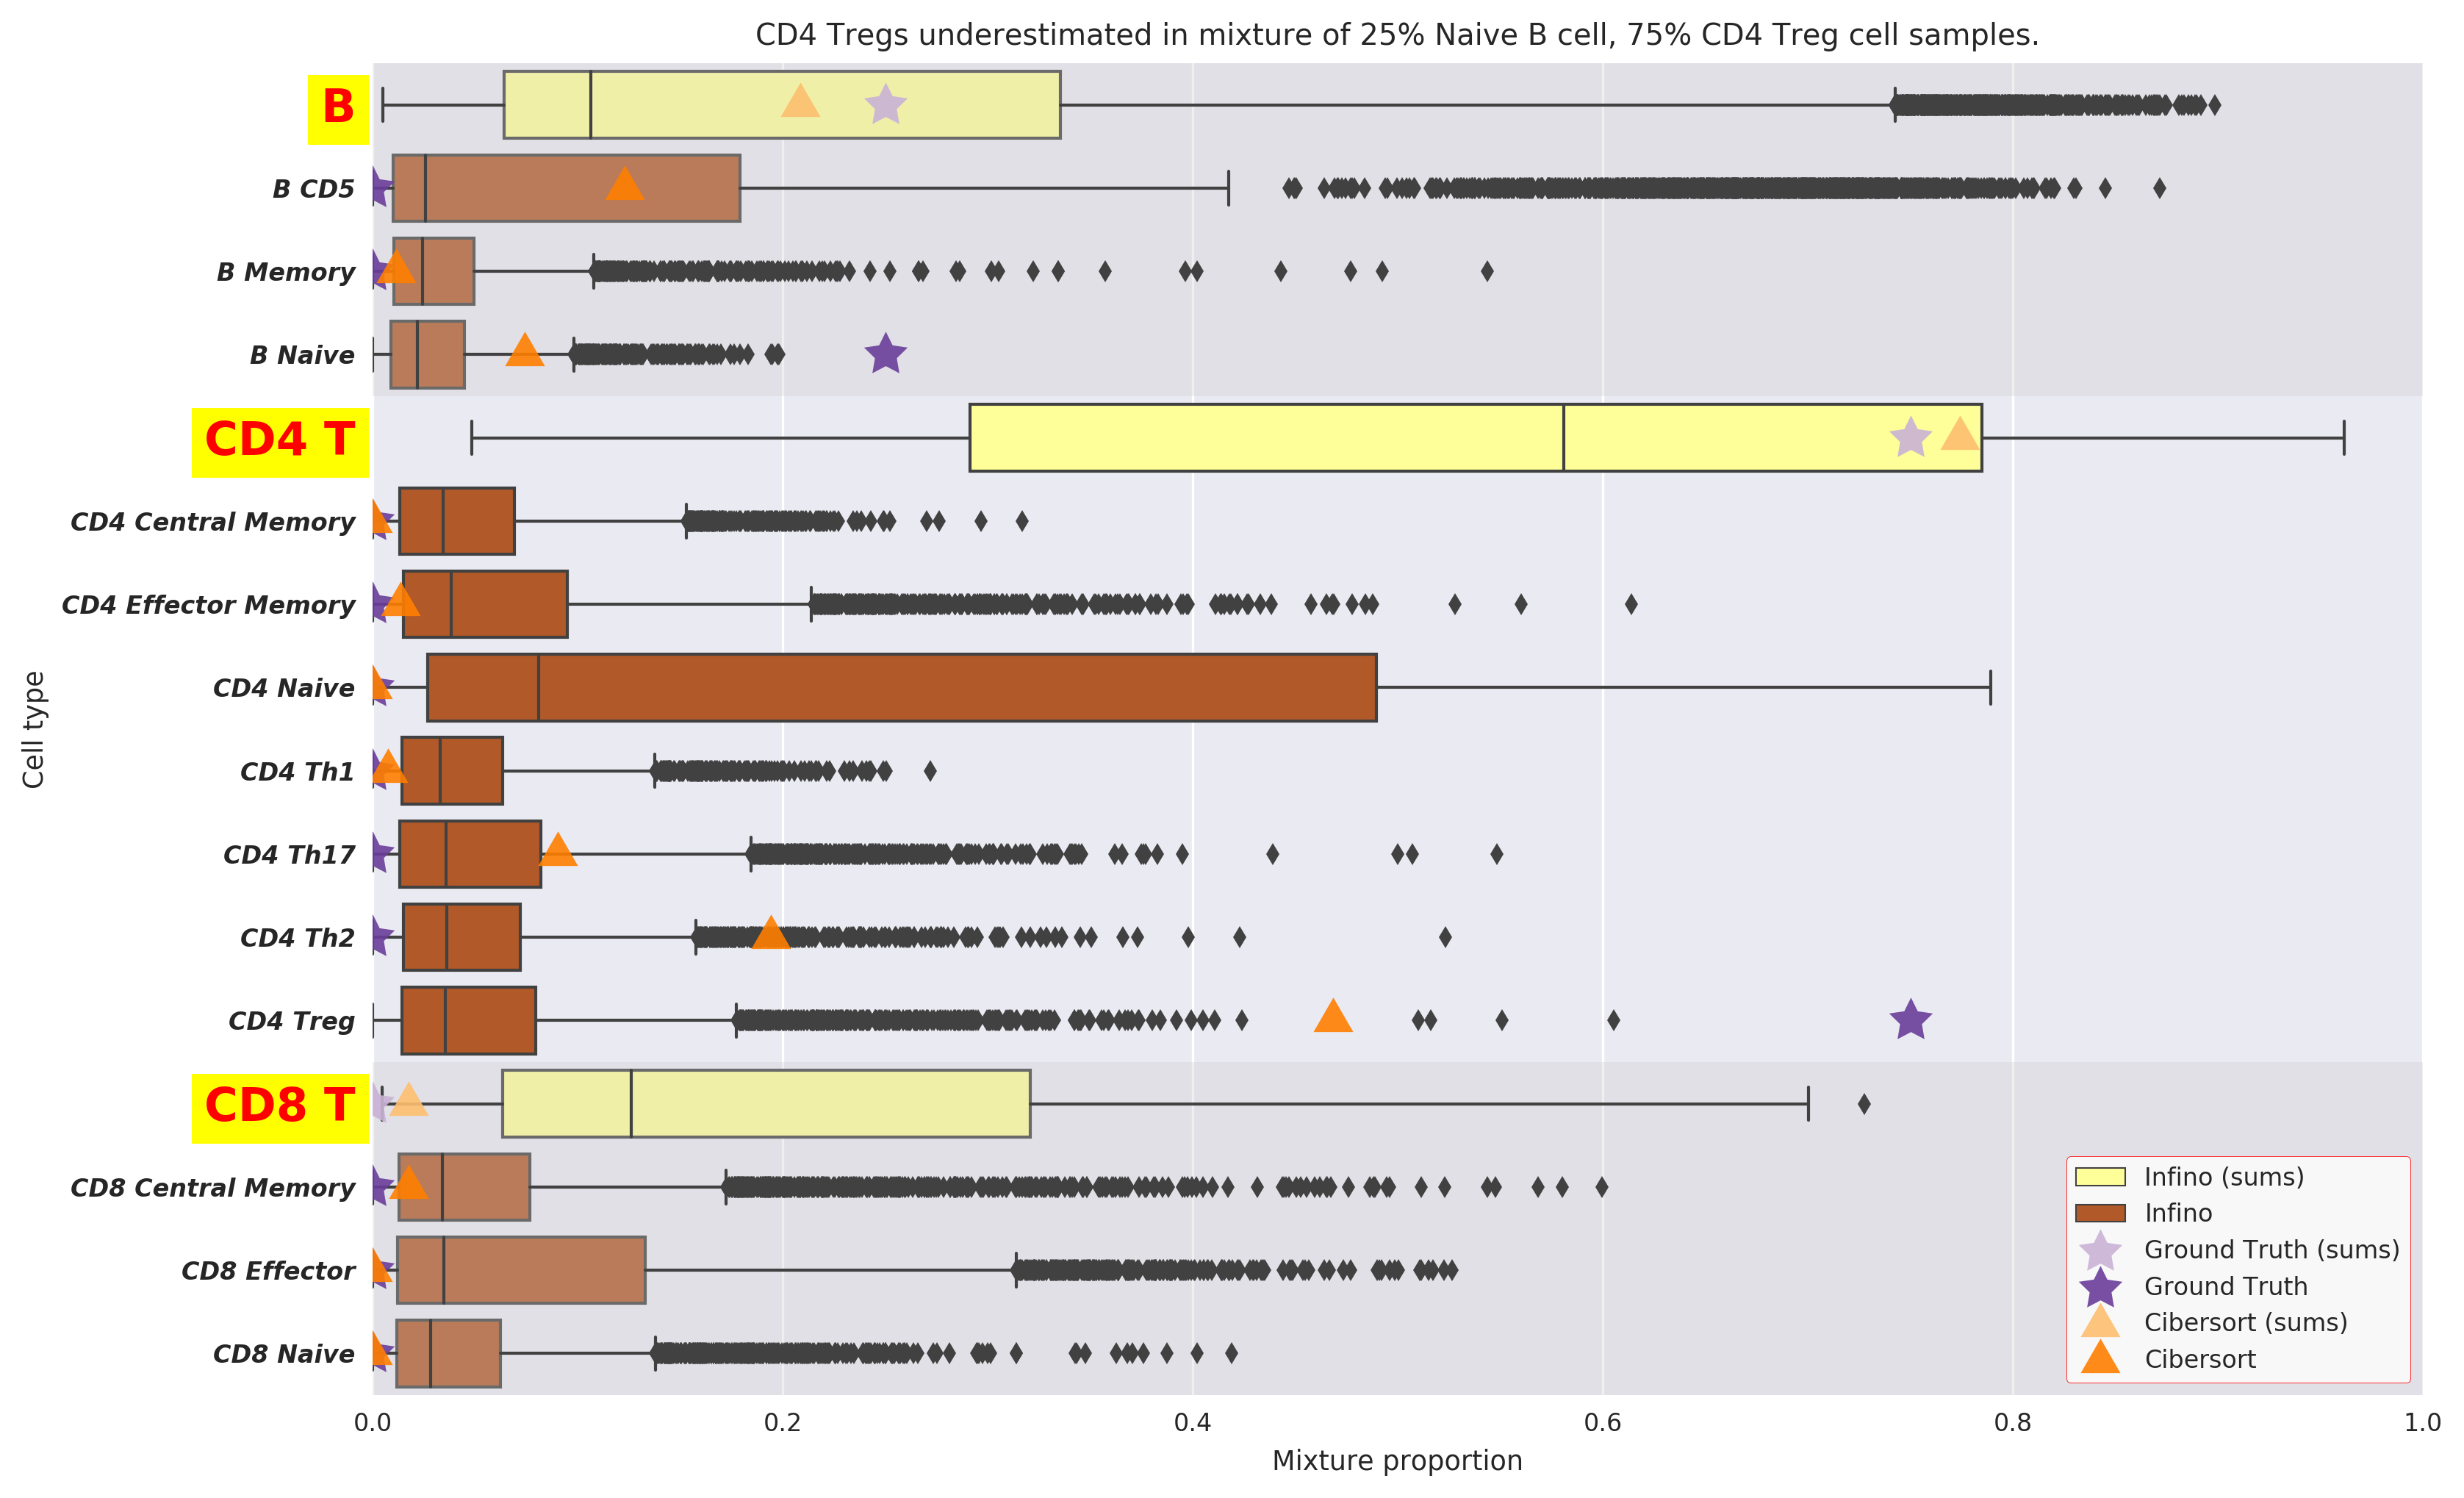 CD4 Tregs underestimated in mixture of 25% Naive B cell, 75% CD4 Treg cell samples.
B
B CD5
B Memory
B Naive
CD4 T
CD4 Central Memory
CD4 Effector Memory
CD4 Naive
CD4 Th1
CD4 Th17
CD4 Th2
CD4 Treg
CD8 T
CD8 Central Memory
CD8 Effector
CD8 Naive
Cell type
Infino (sums)
Infino
Ground Truth (sums)
Ground Truth
Cibersort (sums)
Cibersort
0.0 0.2 0.4 0.6 0.8 1.0
Mixture proportion